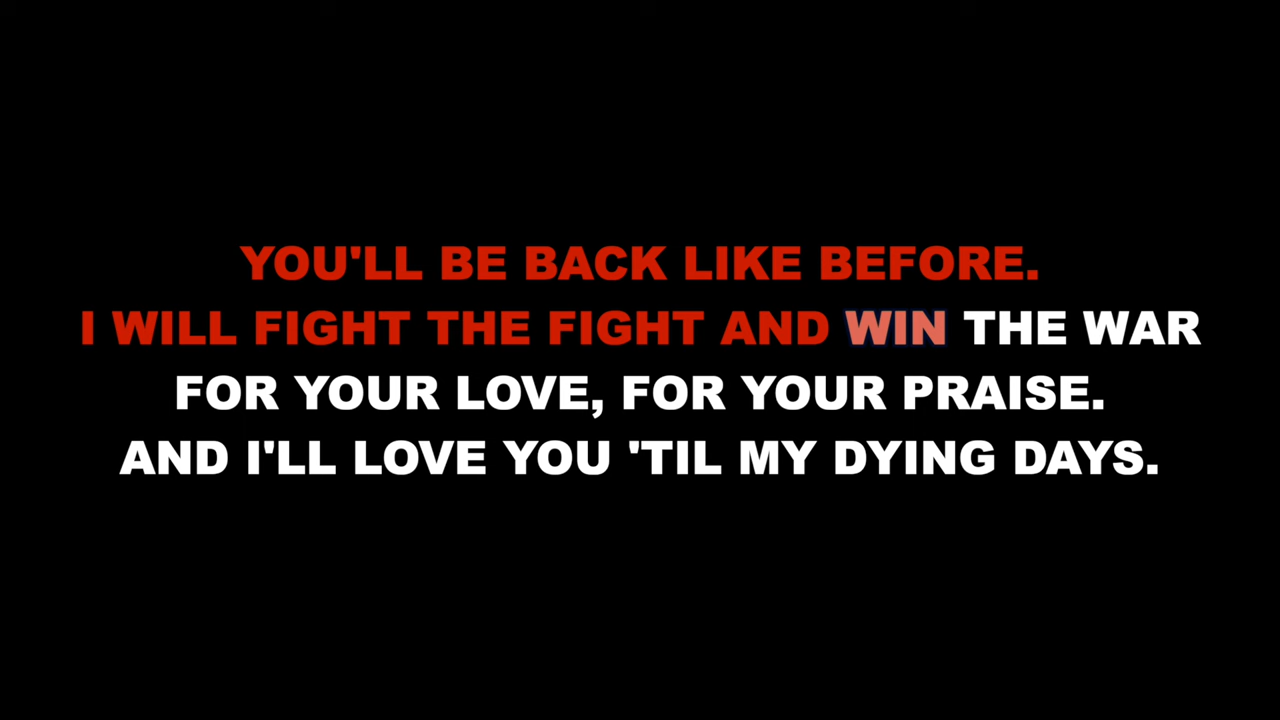 YOU'LL BE BACK LIKE BEFORE.
I WILL FIGHT THE FIGHT AND WIN THE WAR
FOR YOUR LOVE, FOR YOUR PRAISE.
AND I'LL LOVE YOU 'TIL MY DYING DAYS.